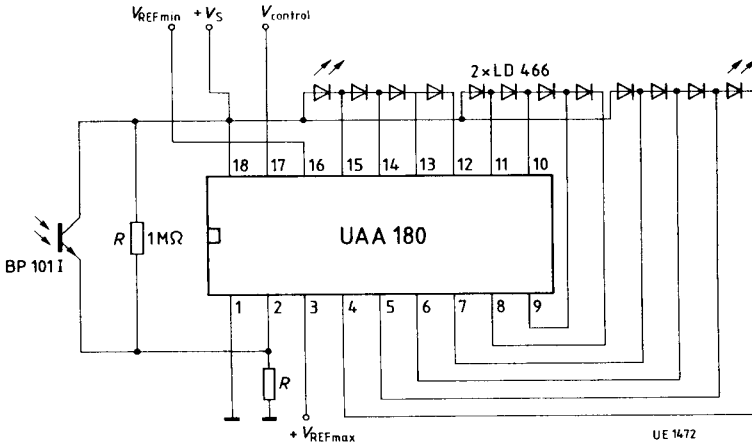 V_REFmin +V_S V_control
2×LD 466
18 17 16 15 14 13 12 11 10
R 1MΩ
UAA 180
BP 101 I
1 2 3 4 5 6 7 8 9
R
+V_REFmax
UE 1472